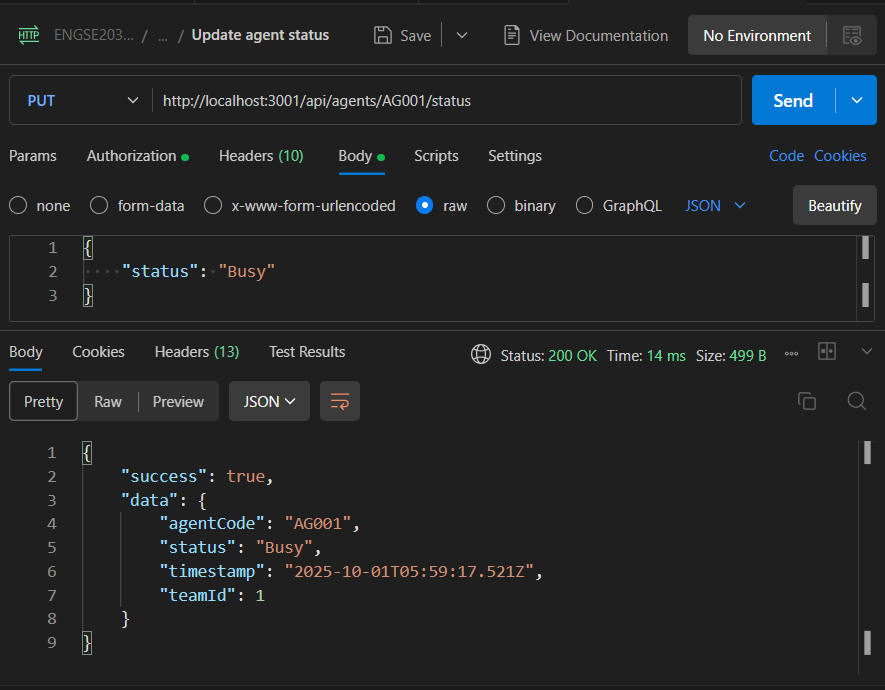 HTTP ENGSE203... / ... / Update agent status Save View Documentation No Environment
PUT http://localhost:3001/api/agents/AG001/status Send
Params Authorization Headers (10) Body Scripts Settings Code Cookies
none form-data x-www-form-urlencoded raw binary GraphQL JSON Beautify
1 {
2 ····"status":·"Busy"
3 }
Body Cookies Headers (13) Test Results Status: 200 OK Time: 14 ms Size: 499 B
Pretty Raw Preview JSON
1 {
2 "success": true,
3 "data": {
4 "agentCode": "AG001",
5 "status": "Busy",
6 "timestamp": "2025-10-01T05:59:17.521Z",
7 "teamId": 1
8 }
9 }